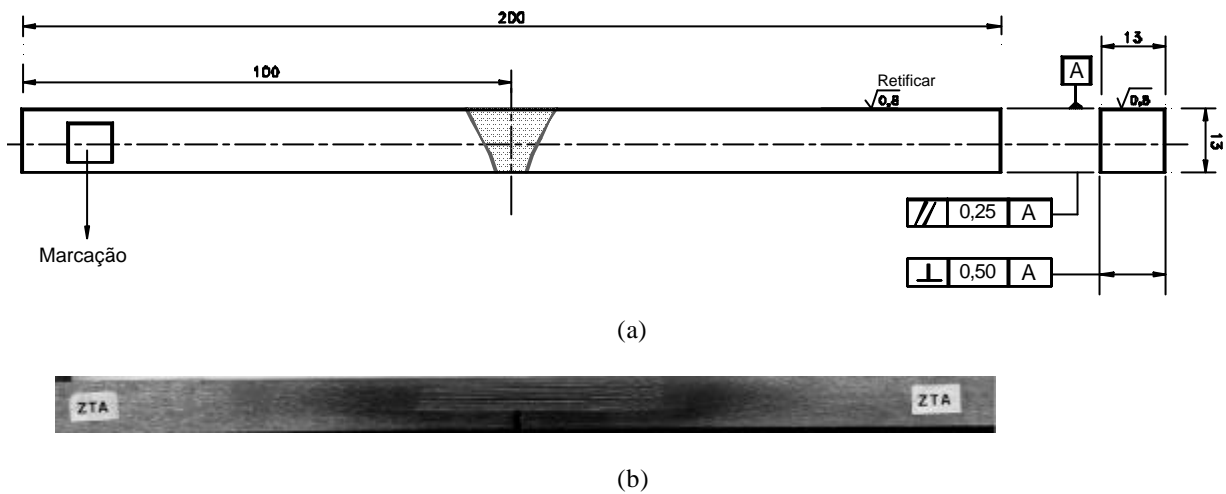 200
100
13
Retificar
0,8
A
0,8
13
// 0,25 A
⊥ 0,50 A
Marcação
(a)
ZTA
ZTA
(b)